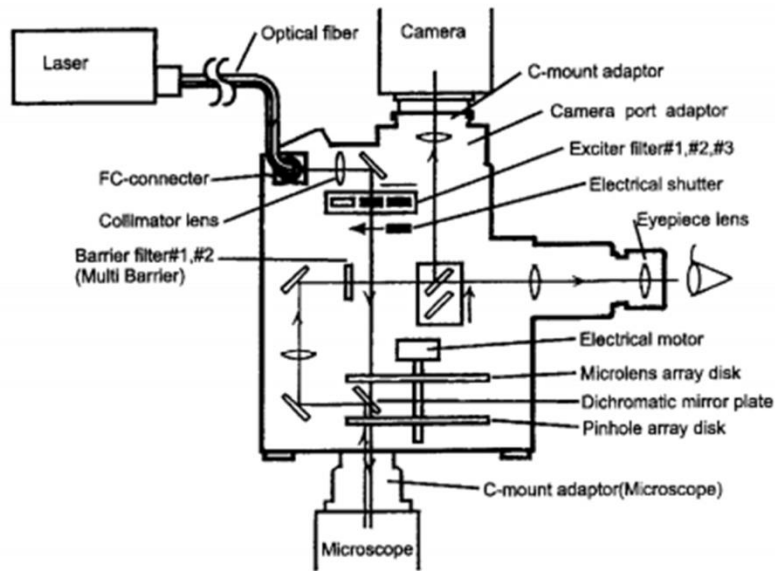 Optical fiber
Camera
Laser
C-mount adaptor
Camera port adaptor
Exciter filter#1,#2,#3
FC-connecter
Electrical shutter
Collimator lens
Eyepiece lens
Barrier filter#1,#2
(Multi Barrier)
Electrical motor
Microlens array disk
Dichromatic mirror plate
Pinhole array disk
C-mount adaptor(Microscope)
Microscope